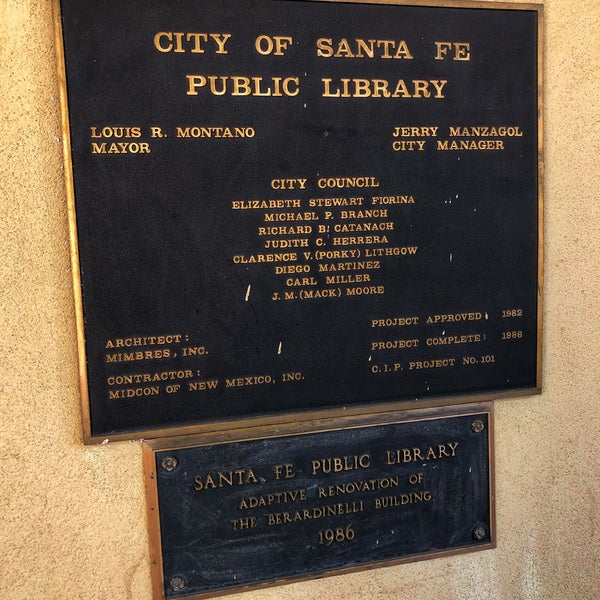 CITY OF SANTA FE
PUBLIC LIBRARY
LOUIS R. MONTANO
MAYOR
JERRY MANZAGOL
CITY MANAGER
CITY COUNCIL
ELIZABETH STEWART FIORINA
MICHAEL P. BRANCH
RICHARD B. CATANACH
JUDITH C. HERRERA
CLARENCE V. (PORKY) LITHGOW
DIEGO MARTINEZ
CARL MILLER
J.M. (MACK) MOORE
ARCHITECT:
MIMBRES, INC.
CONTRACTOR:
MIDCON OF NEW MEXICO, INC.
PROJECT APPROVED: 1982
PROJECT COMPLETE: 1986
C.I.P. PROJECT NO. 101
SANTA FE PUBLIC LIBRARY
ADAPTIVE RENOVATION OF
THE BERARDINELLI BUILDING
1986